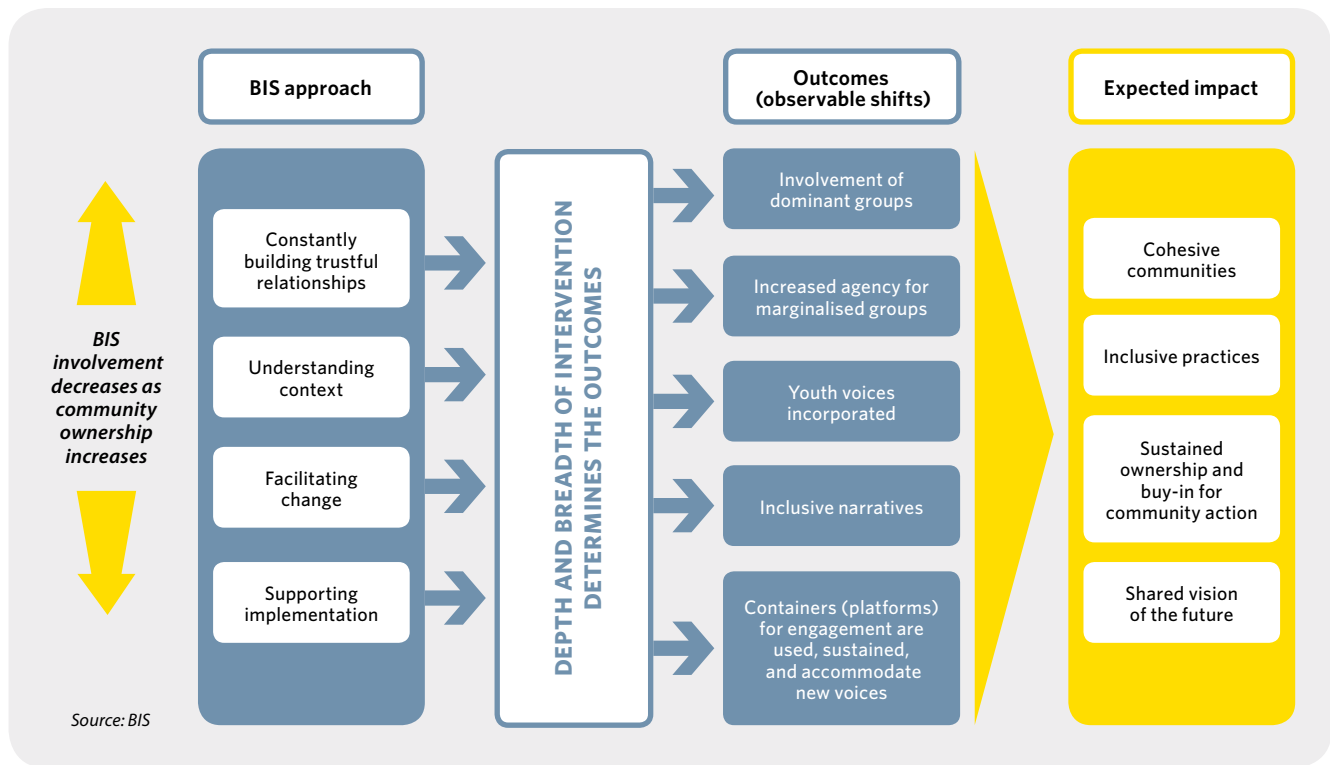 BIS approach
Outcomes
(observable shifts)
Expected impact
BIS
involvement
decreases as
community
ownership
increases
Constantly
building trustful
relationships
Understanding
context
Facilitating
change
Supporting
implementation
DEPTH AND BREADTH OF INTERVENTION
DETERMINES THE OUTCOMES
Involvement of
dominant groups
Increased agency for
marginalised groups
Youth voices
incorporated
Inclusive narratives
Containers (platforms)
for engagement are
used, sustained,
and accommodate
new voices
Cohesive
communities
Inclusive practices
Sustained
ownership and
buy-in for
community action
Shared vision
of the future
Source: BIS